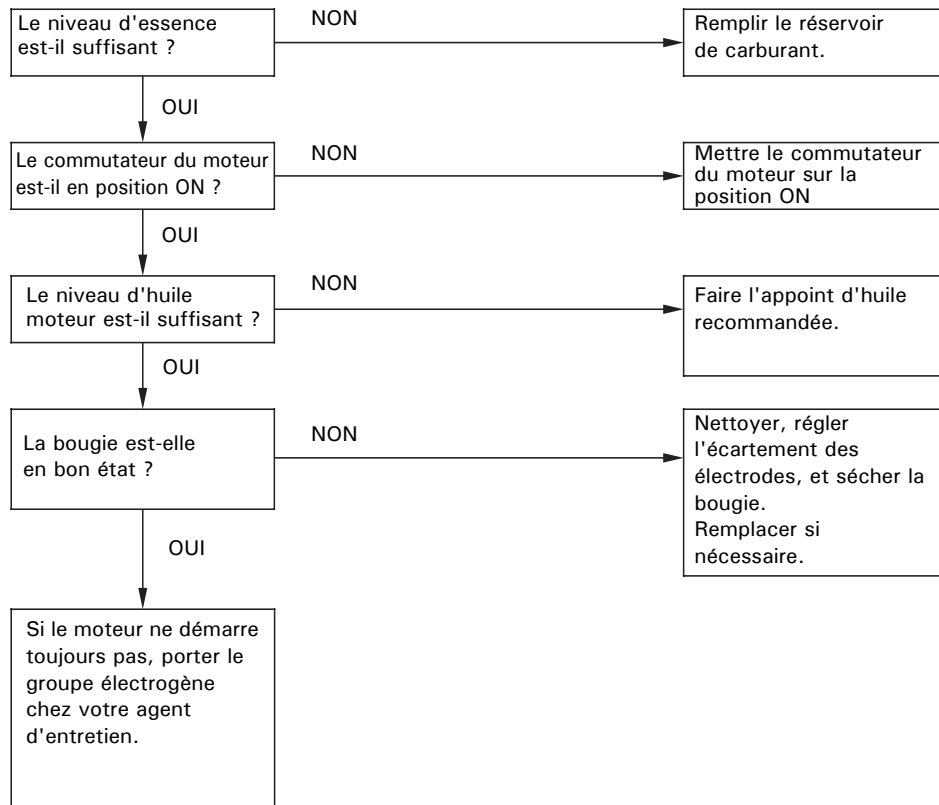 Le niveau d'essence
est-il suffisant ?
NON
Remplir le réservoir
de carburant.
OUI
Le commutateur du moteur
est-il en position ON ?
NON
Mettre le commutateur
du moteur sur la
position ON
OUI
Le niveau d'huile
moteur est-il suffisant ?
NON
Faire l'appoint d'huile
recommandée.
OUI
La bougie est-elle
en bon état ?
NON
Nettoyer, régler
l'écartement des
électrodes, et sécher la
bougie.
Remplacer si
nécessaire.
OUI
Si le moteur ne démarre
toujours pas, porter le
groupe électrogène
chez votre agent
d'entretien.